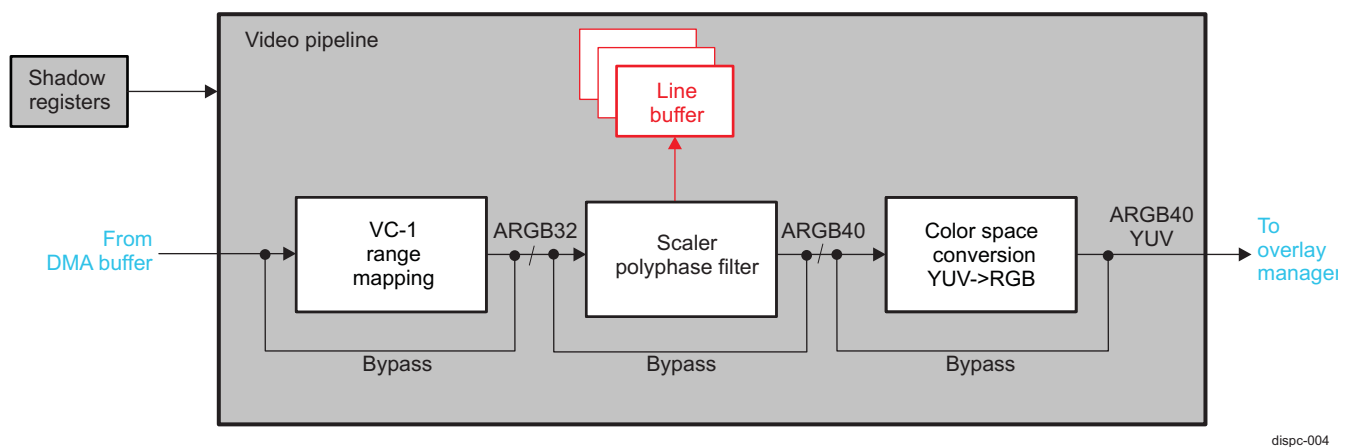 Video pipeline
Shadow
registers
Line
buffer
From
DMA buffer
VC-1
range
mapping
ARGB32
Scaler
polyphase filter
ARGB40
Color space
conversion
YUV->RGB
ARGB40
YUV
To
overlay
manager
Bypass
Bypass
Bypass
dispc-004